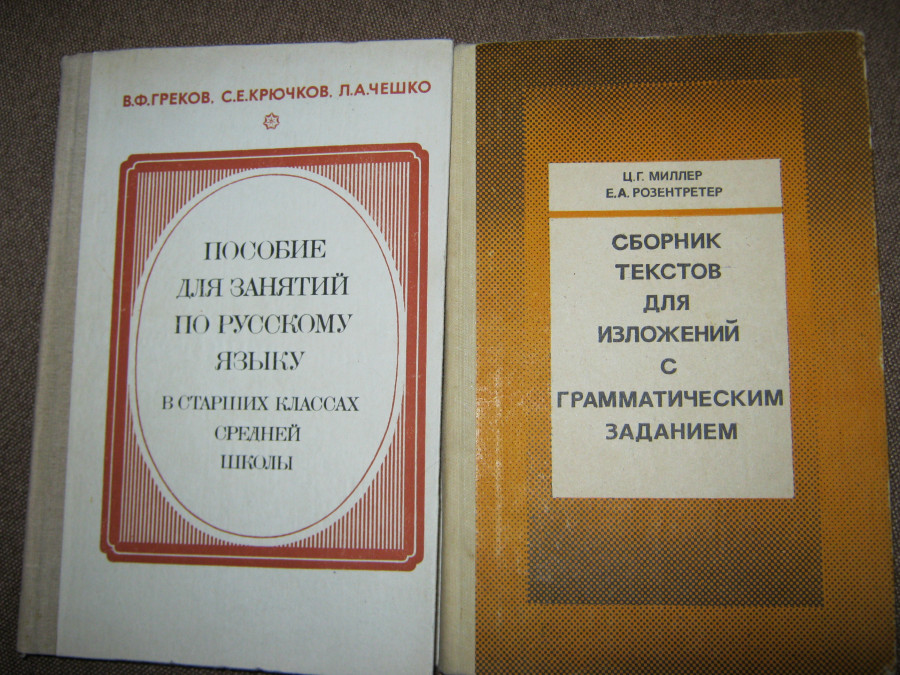 В.Ф.ГРЕКОВ, С.Е.КРЮЧКОВ, Л.А.ЧЕШКО
ПОСОБИЕ
ДЛЯ ЗАНЯТИЙ
ПО РУССКОМУ
ЯЗЫКУ
В СТАРШИХ КЛАССАХ
СРЕДНЕЙ
ШКОЛЫ
Ц.Г. МИЛЛЕР
Е.А. РОЗЕНТРЕТЕР
СБОРНИК
ТЕКСТОВ
ДЛЯ
ИЗЛОЖЕНИЙ
С
ГРАММАТИЧЕСКИМ
ЗАДАНИЕМ